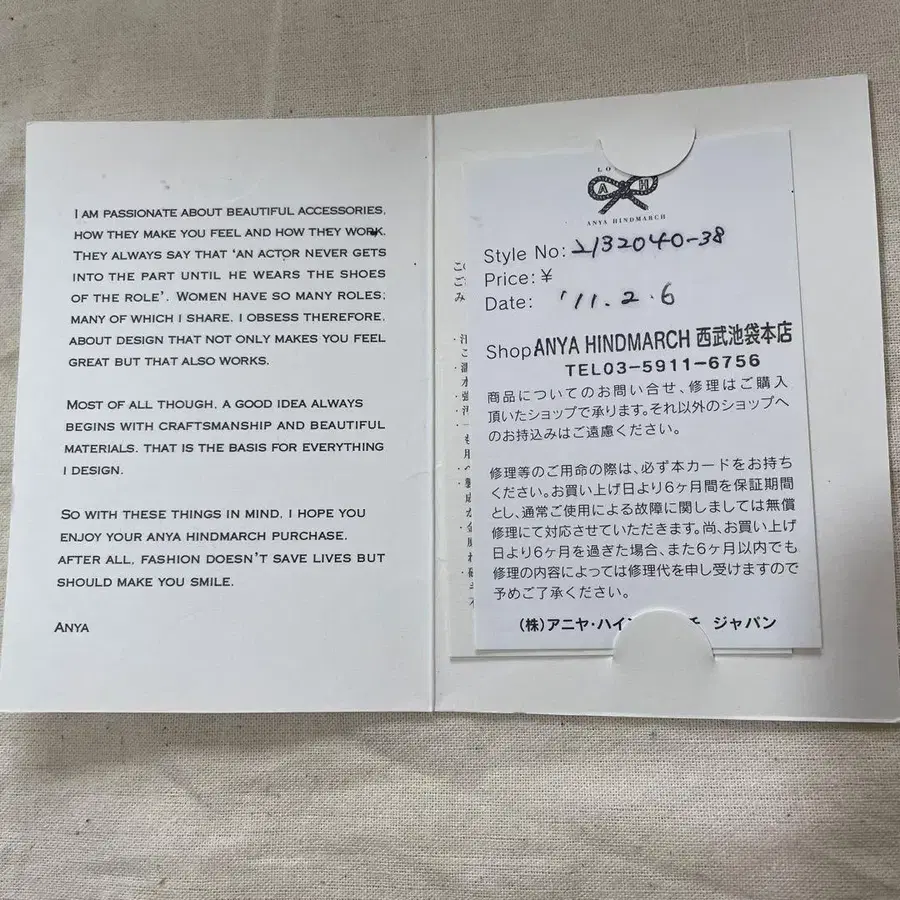 I AM PASSIONATE ABOUT BEAUTIFUL ACCESSORIES,
HOW THEY MAKE YOU FEEL AND HOW THEY WORK.
THEY ALWAYS SAY THAT ‘AN ACTOR NEVER GETS
INTO THE PART UNTIL HE WEARS THE SHOES
OF THE ROLE’. WOMEN HAVE SO MANY ROLES;
MANY OF WHICH I SHARE. I OBSESS THEREFORE,
ABOUT DESIGN THAT NOT ONLY MAKES YOU FEEL
GREAT BUT THAT ALSO WORKS.
MOST OF ALL THOUGH, A GOOD IDEA ALWAYS
BEGINS WITH CRAFTSMANSHIP AND BEAUTIFUL
MATERIALS. THAT IS THE BASIS FOR EVERYTHING
I DESIGN.
SO WITH THESE THINGS IN MIND, I HOPE YOU
ENJOY YOUR ANYA HINDMARCH PURCHASE.
AFTER ALL, FASHION DOESN’T SAVE LIVES BUT
SHOULD MAKE YOU SMILE.
ANYA
A H
ANYA HINDMARCH
Style No: 2132040-38
Price: ¥
Date: '11.2.6
Shop ANYA HINDMARCH 西武池袋本店
TEL03-5911-6756
商品についてのお問い合せ、修理はご購入
頂いたショップで承ります。それ以外のショップへ
のお持込みはご遠慮ください。
修理等のご用命の際は、必ず本カードをお持ち
ください。お買い上げ日より6ヶ月間を保証期間
とし、通常ご使用による故障に関しましては無償
修理にて対応させていただきます。尚、お買い上げ
日より6ヶ月を過ぎた場合、また6ヶ月以内でも
修理の内容によっては修理代を申し受けますので
予めご了承ください。
(株)アニヤ・ハイン ジャパン